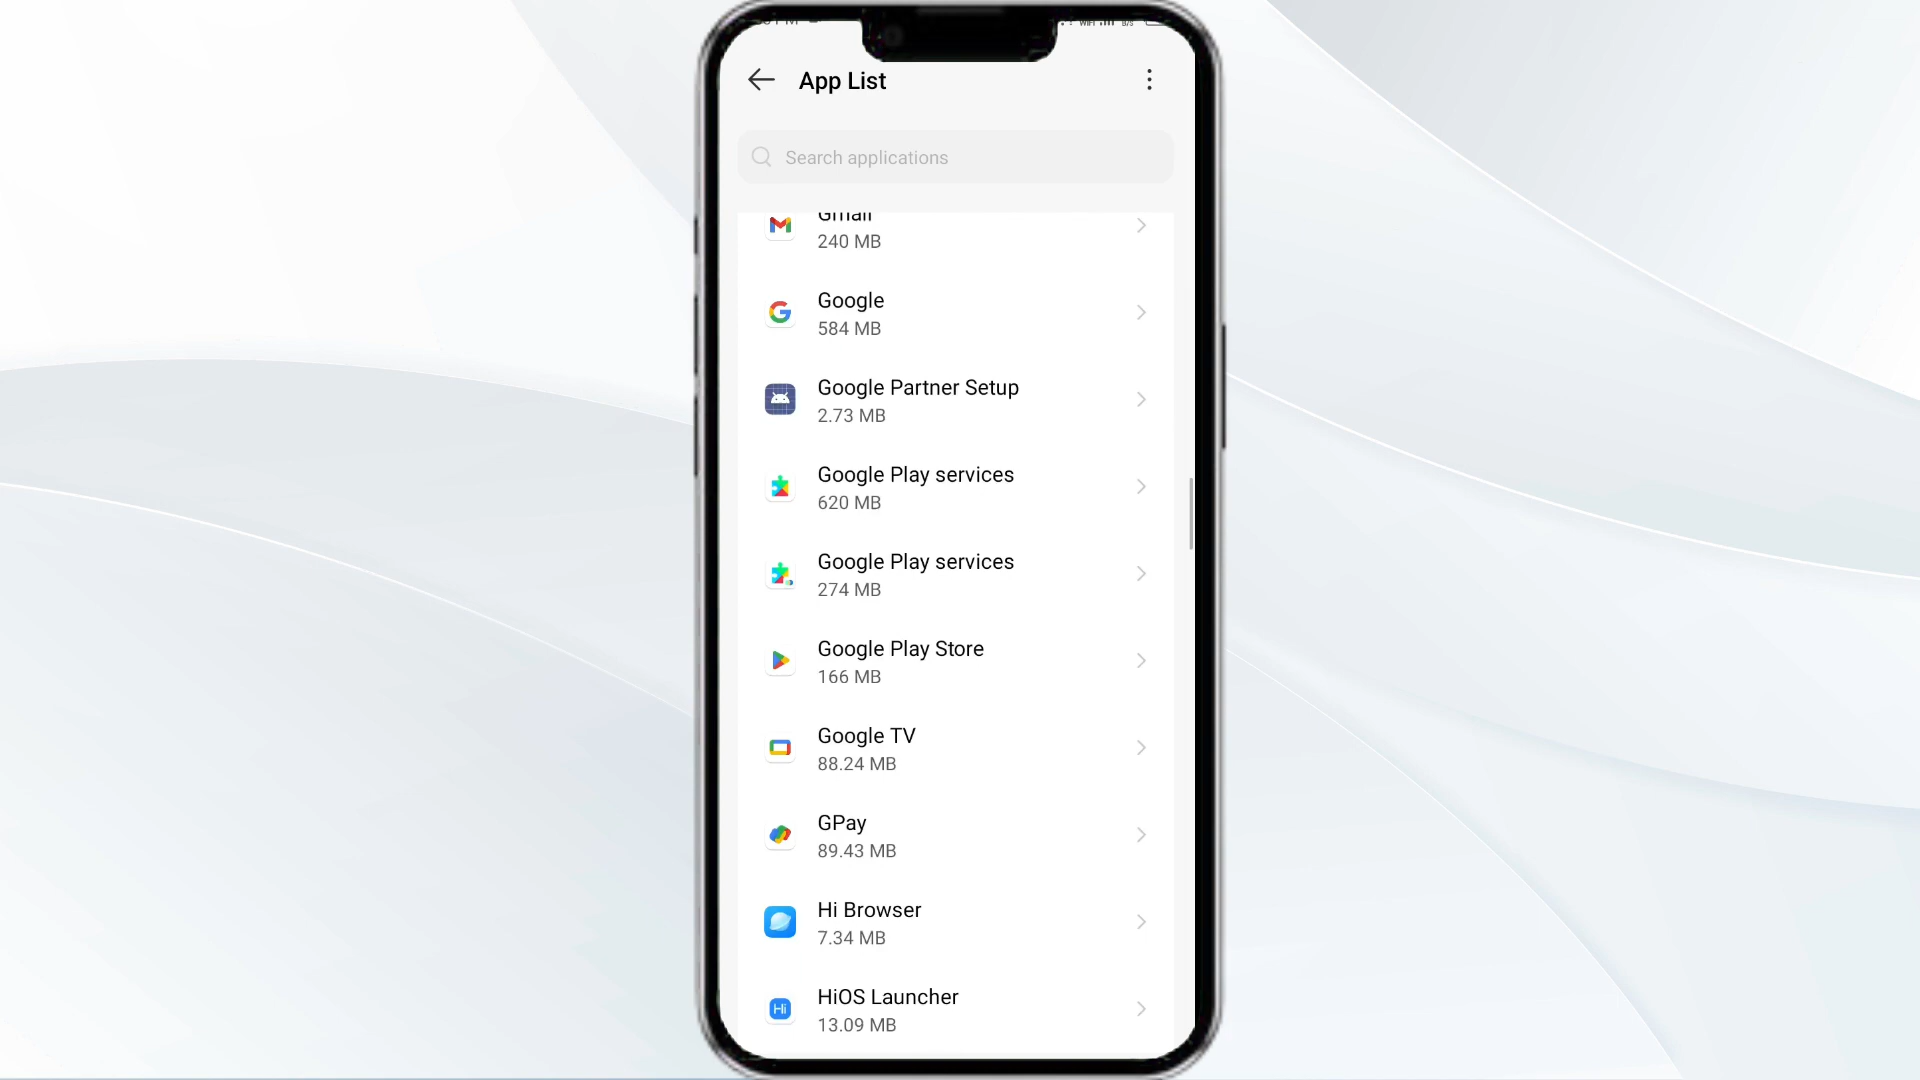 App List
Search applications
Gmail
240 MB
Google
584 MB
Google Partner Setup
2.73 MB
Google Play services
620 MB
Google Play services
274 MB
Google Play Store
166 MB
Google TV
88.24 MB
GPay
89.43 MB
Hi Browser
7.34 MB
Hi HiOS Launcher
13.09 MB